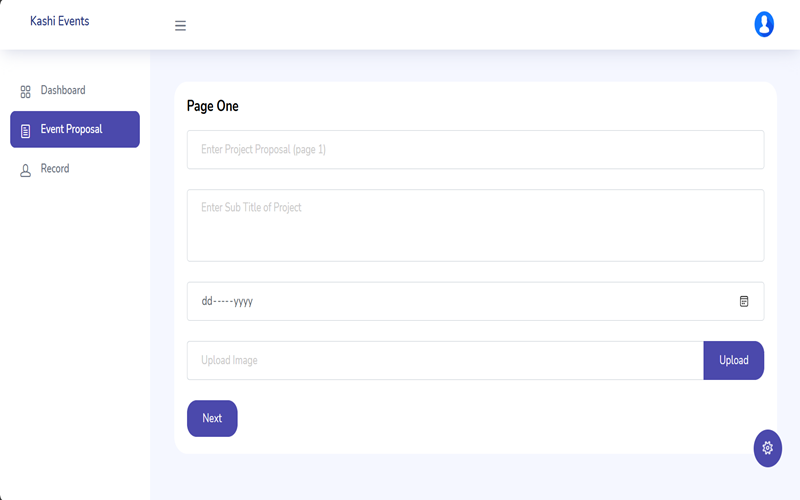 Kashi Events
Dashboard
Event Proposal
Record
Page One
Enter Project Proposal (page 1)
Enter Sub Title of Project
dd-----yyyy
Upload Image
Upload
Next